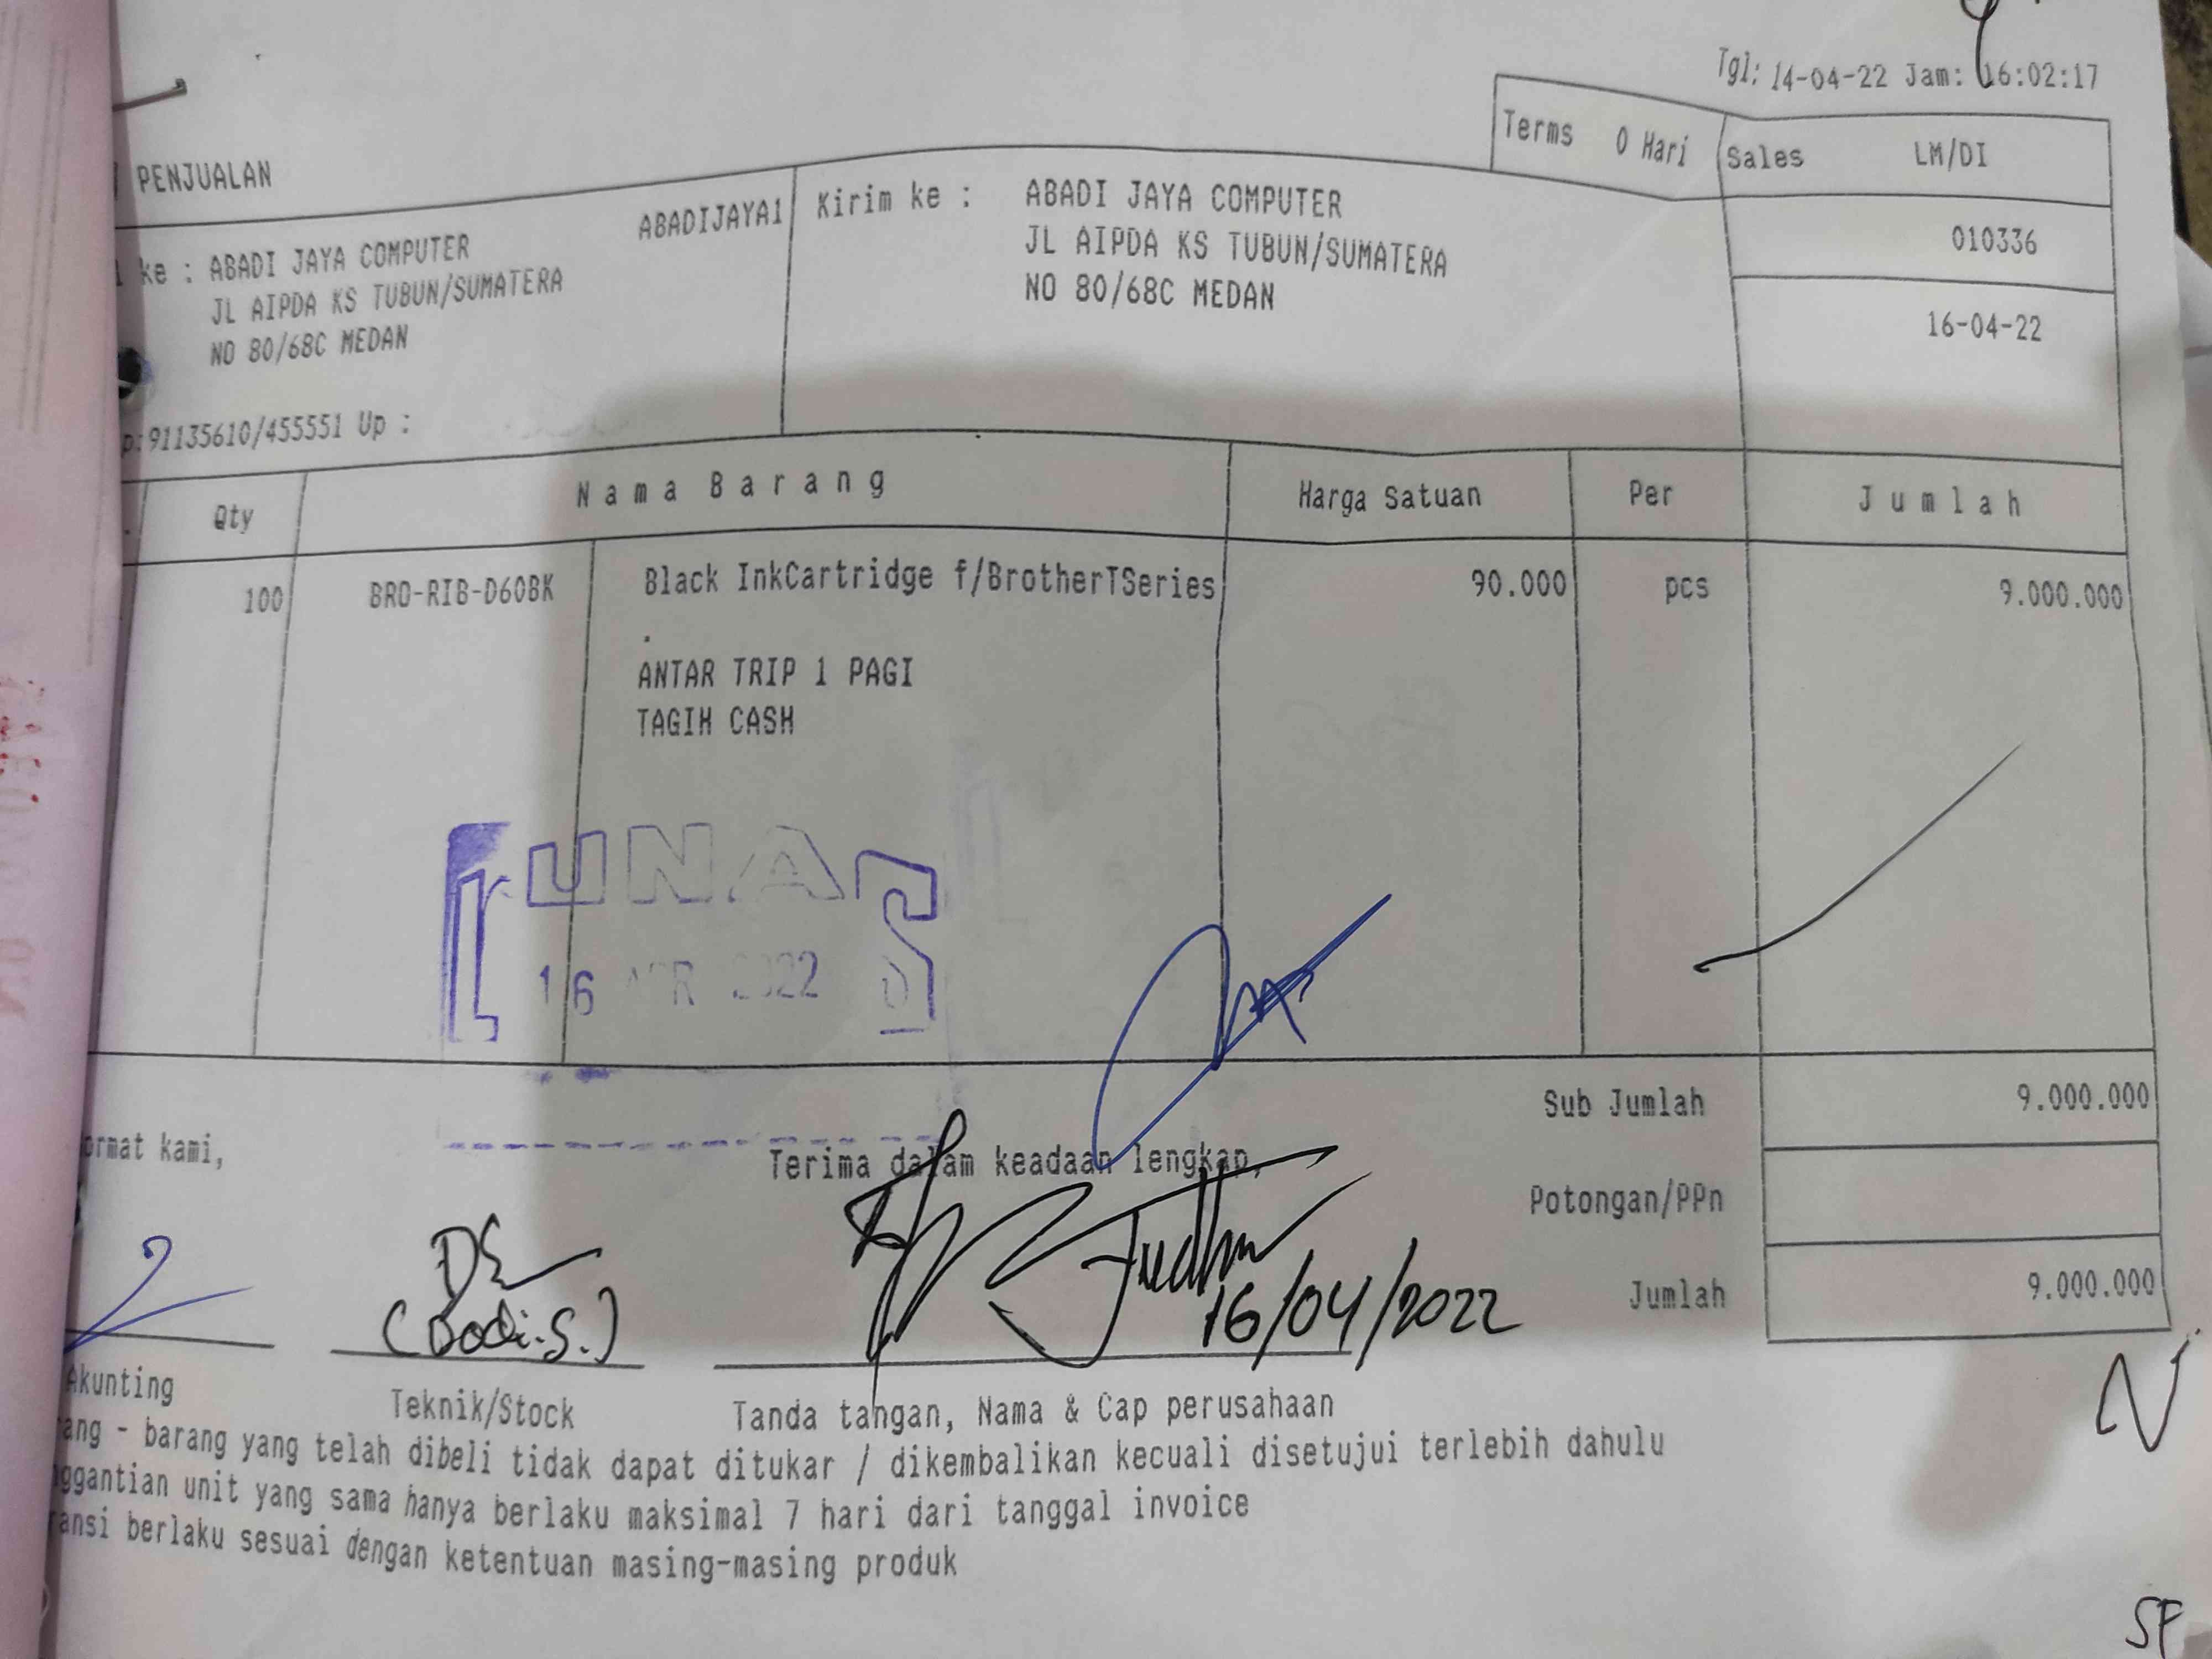 Tgl: 14-04-22 Jam: 16:02:17
Terms 0 Hari Sales LM/DI
PENJUALAN
010336
16-04-22
ke : ABADI JAYA COMPUTER ABADIJAYA1
JL AIPDA KS TUBUN/SUMATERA
NO 80/68C MEDAN
Kirim ke : ABADI JAYA COMPUTER
JL AIPDA KS TUBUN/SUMATERA
NO 80/68C MEDAN
91135610/455551 Up :
Qty Nama Barang Harga Satuan Per Jumlah
100 BRO-RIB-D60BK Black InkCartridge f/BrotherTSeries 90.000 pcs 9.000.000
.
ANTAR TRIP 1 PAGI
TAGIH CASH
LUNAS
16 APR 2022
Sub Jumlah 9.000.000
ormat kami, Terima dalam keadaan lengkap,
Potongan/PPn
Jumlah 9.000.000
(Dodi.S.) 16/04/2022
Akunting Teknik/Stock Tanda tangan, Nama & Cap perusahaan
ang - barang yang telah dibeli tidak dapat ditukar / dikembalikan kecuali disetujui terlebih dahulu
ggantian unit yang sama hanya berlaku maksimal 7 hari dari tanggal invoice
ansi berlaku sesuai dengan ketentuan masing-masing produk
SF